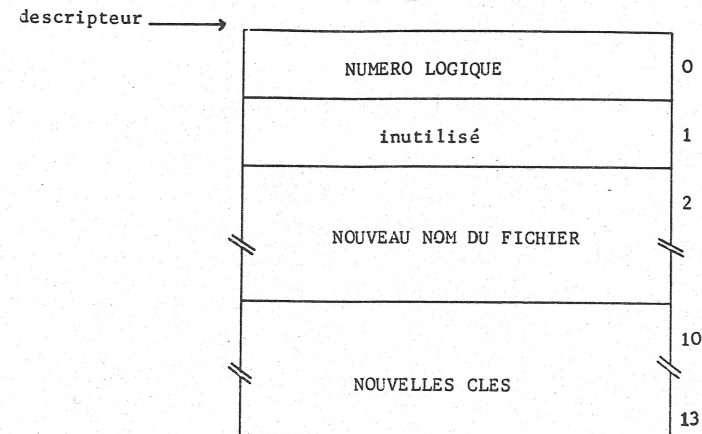 descripteur
NUMERO LOGIQUE 0
inutilisé 1
2
NOUVEAU NOM DU FICHIER
10
NOUVELLES CLES
13